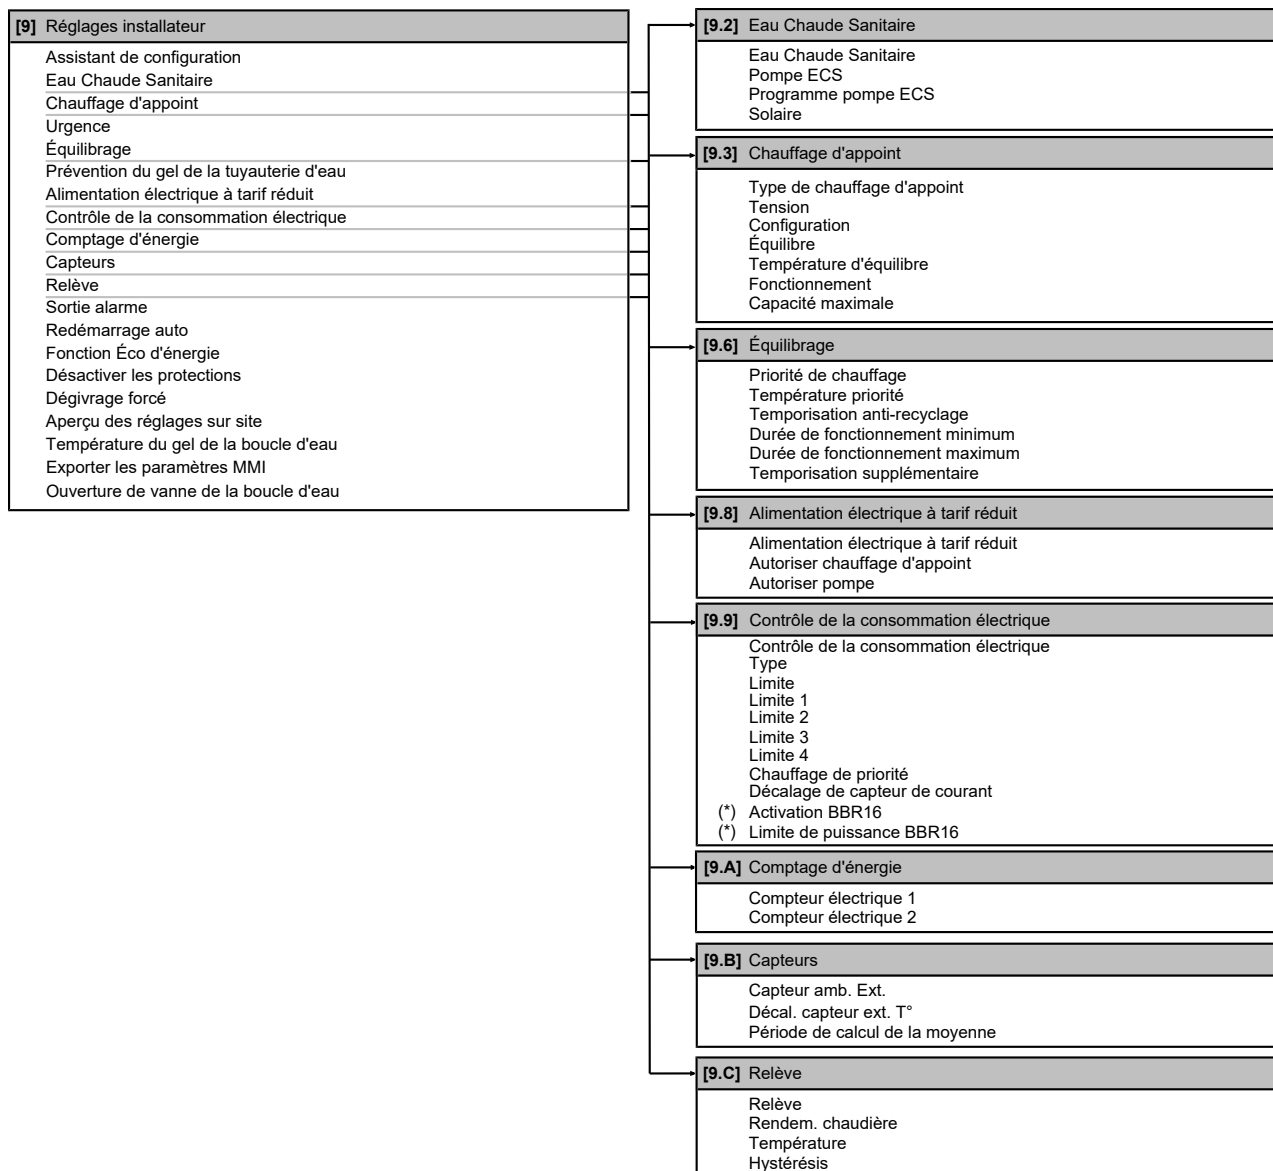 [9] Réglages installateur
Assistant de configuration
Eau Chaude Sanitaire
Chauffage d'appoint
Urgence
Équilibrage
Prévention du gel de la tuyauterie d'eau
Alimentation électrique à tarif réduit
Contrôle de la consommation électrique
Comptage d'énergie
Capteurs
Relève
Sortie alarme
Redémarrage auto
Fonction Éco d'énergie
Désactiver les protections
Dégivrage forcé
Aperçu des réglages sur site
Température du gel de la boucle d'eau
Exporter les paramètres MMI
Ouverture de vanne de la boucle d'eau
[9.2] Eau Chaude Sanitaire
Eau Chaude Sanitaire
Pompe ECS
Programme pompe ECS
Solaire
[9.3] Chauffage d'appoint
Type de chauffage d'appoint
Tension
Configuration
Équilibre
Température d'équilibre
Fonctionnement
Capacité maximale
[9.6] Équilibrage
Priorité de chauffage
Température priorité
Temporisation anti-recyclage
Durée de fonctionnement minimum
Durée de fonctionnement maximum
Temporisation supplémentaire
[9.8] Alimentation électrique à tarif réduit
Alimentation électrique à tarif réduit
Autoriser chauffage d'appoint
Autoriser pompe
[9.9] Contrôle de la consommation électrique
Contrôle de la consommation électrique
Type
Limite
Limite 1
Limite 2
Limite 3
Limite 4
Chauffage de priorité
Décalage de capteur de courant
(*) Activation BBR16
(*) Limite de puissance BBR16
[9.A] Comptage d'énergie
Compteur électrique 1
Compteur électrique 2
[9.B] Capteurs
Capteur amb. Ext.
Décal. capteur ext. T°
Période de calcul de la moyenne
[9.C] Relève
Relève
Rendem. chaudière
Température
Hystérésis